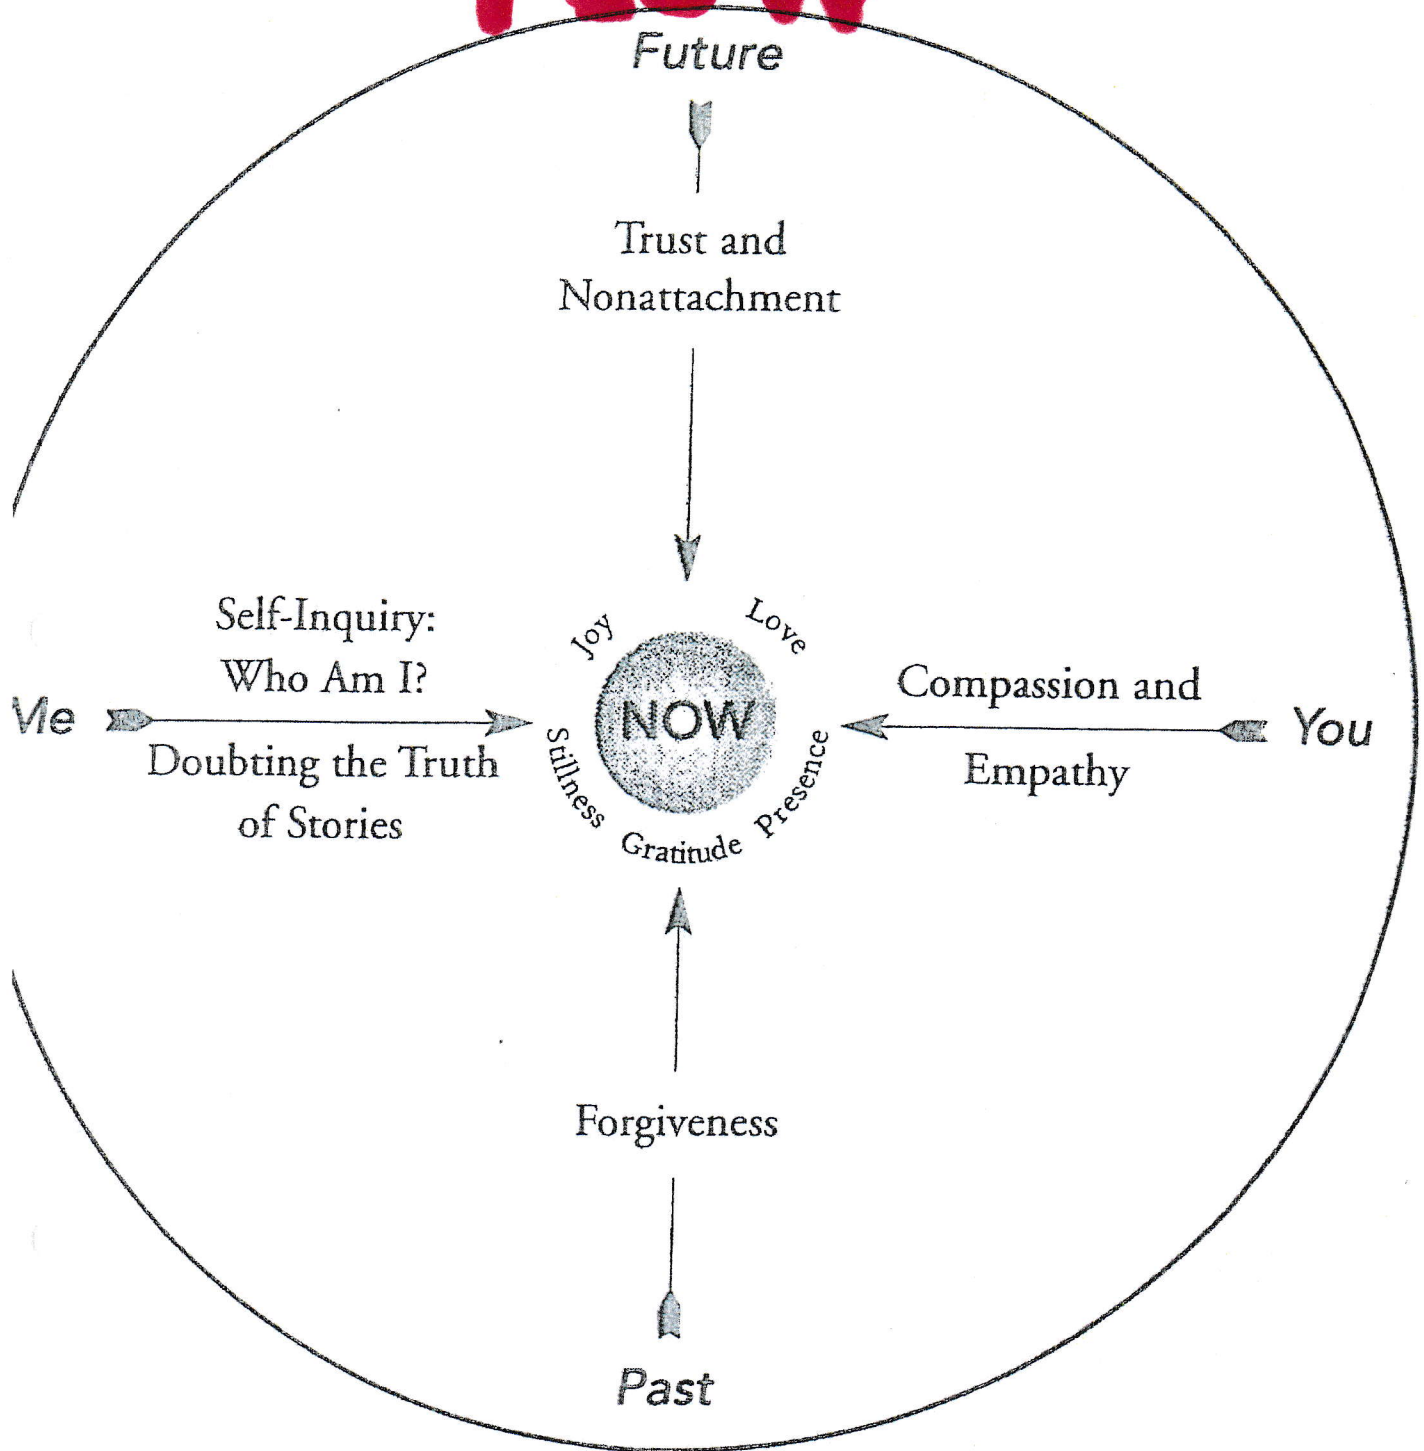 Future
Trust and
Nonattachment
Joy
Love
Self-Inquiry:
Who Am I?
Me
Doubting the Truth
of Stories
NOW
Stillness
Gratitude
Presence
Compassion and
Empathy
You
Forgiveness
Past